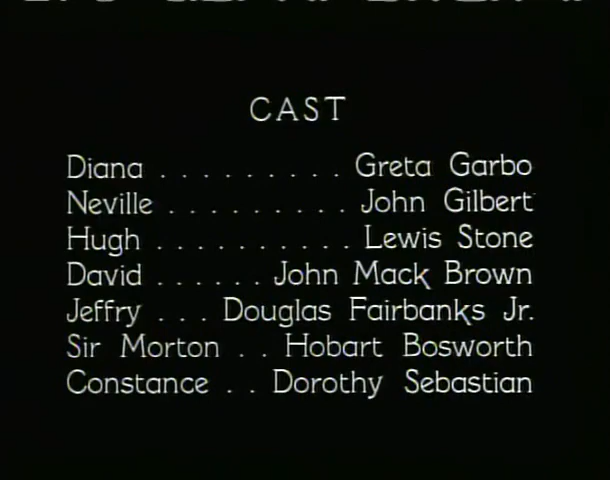 CAST
Diana . . . . . . . . . Greta Garbo
Neville . . . . . . . . . John Gilbert
Hugh . . . . . . . . . . Lewis Stone
David . . . . . . John Mack Brown
Jeffry . . . Douglas Fairbanks Jr.
Sir Morton . . Hobart Bosworth
Constance . . Dorothy Sebastian